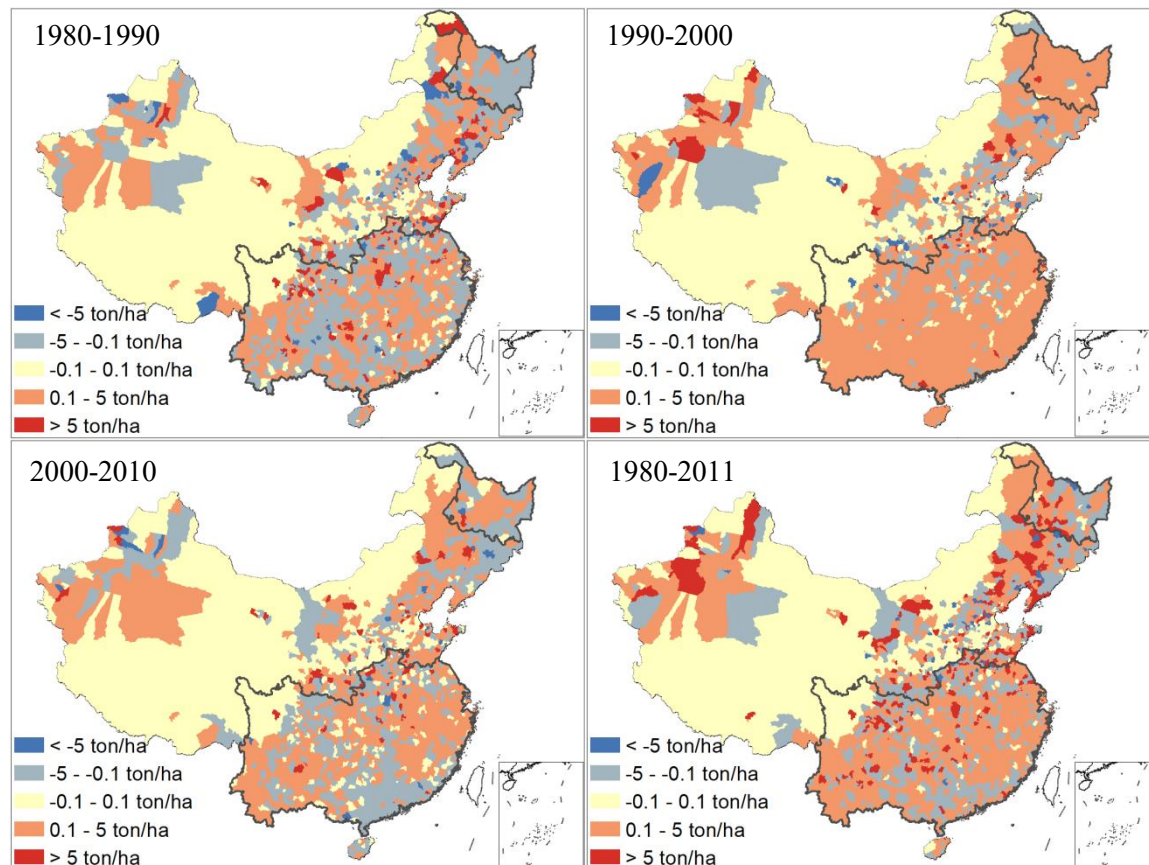 1980-1990
< -5 ton/ha
-5 - -0.1 ton/ha
-0.1 - 0.1 ton/ha
0.1 - 5 ton/ha
> 5 ton/ha
1990-2000
< -5 ton/ha
-5 - -0.1 ton/ha
-0.1 - 0.1 ton/ha
0.1 - 5 ton/ha
> 5 ton/ha
2000-2010
< -5 ton/ha
-5 - -0.1 ton/ha
-0.1 - 0.1 ton/ha
0.1 - 5 ton/ha
> 5 ton/ha
1980-2011
< -5 ton/ha
-5 - -0.1 ton/ha
-0.1 - 0.1 ton/ha
0.1 - 5 ton/ha
> 5 ton/ha